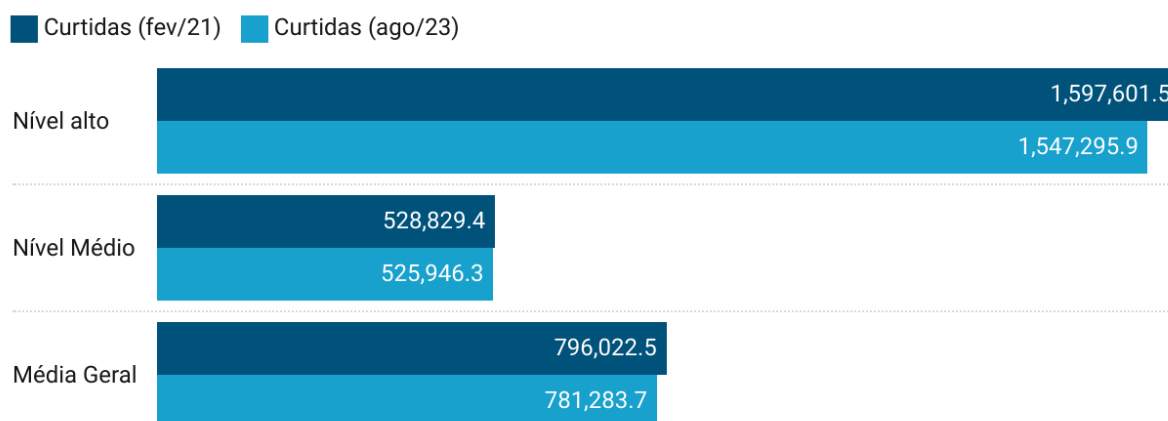 Curtidas (fev/21) Curtidas (ago/23)
Nível alto
1,597,601.5
1,547,295.9
Nível Médio
528,829.4
525,946.3
Média Geral
796,022.5
781,283.7